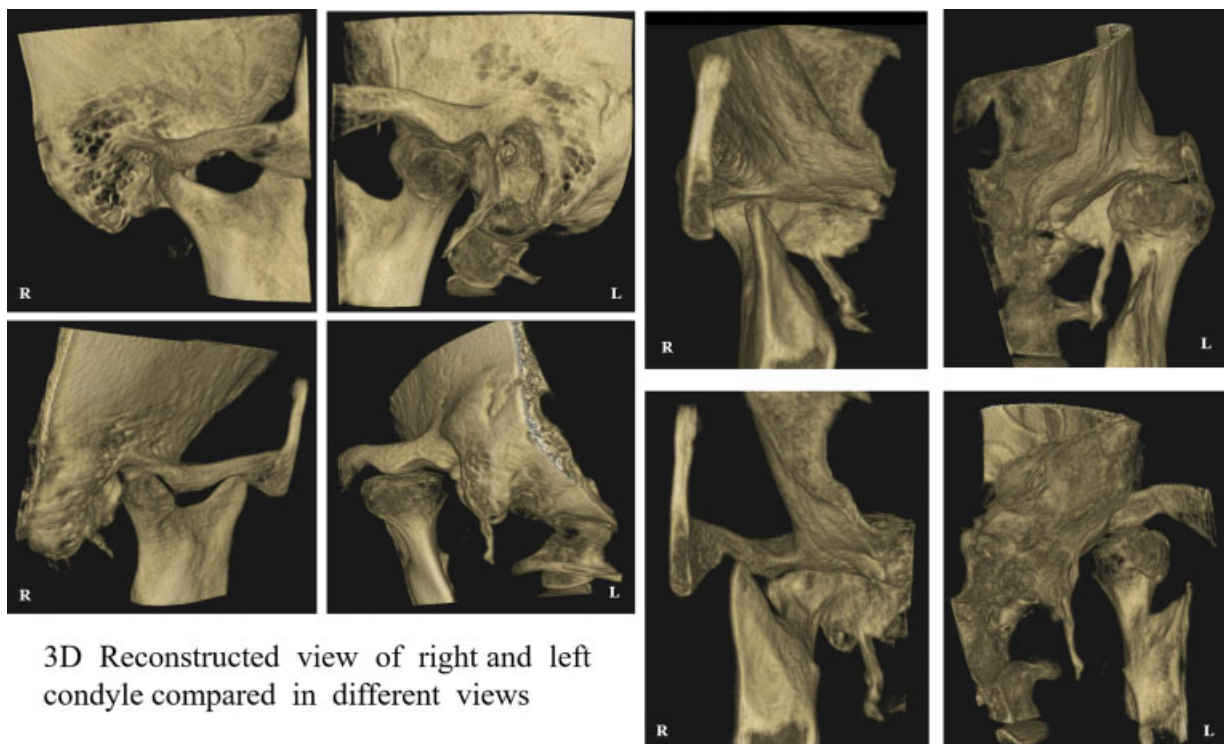 R
L
R
L
R
L
R
L
3D Reconstructed view of right and left
condyle compared in different views